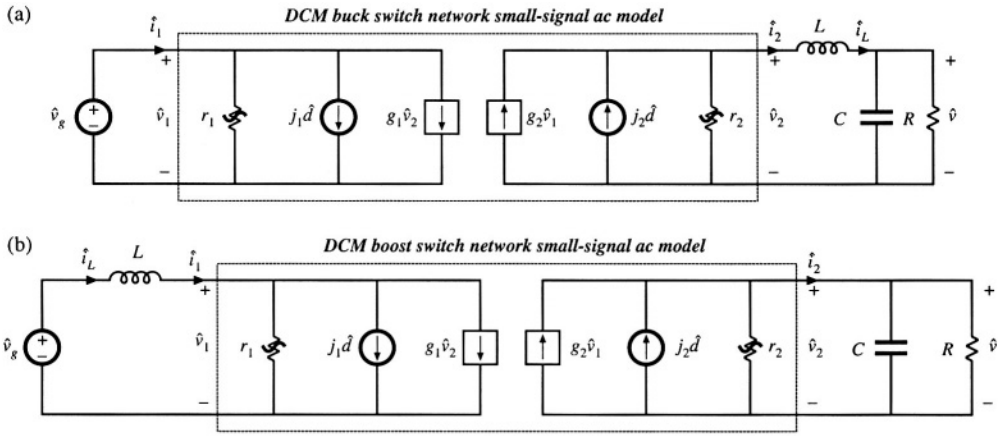 (a)
DCM buck switch network small-signal ac model
î1
î2
L
îL
+
+
+
v̂g
+
−
v̂1
r1
j1d̂
g1v̂2
g2v̂1
j2d̂
r2
v̂2
C
R
v̂
−
−
−
(b)
DCM boost switch network small-signal ac model
îL
L
î1
î2
+
+
+
v̂g
+
−
v̂1
r1
j1d̂
g1v̂2
g2v̂1
j2d̂
r2
v̂2
C
R
v̂
−
−
−